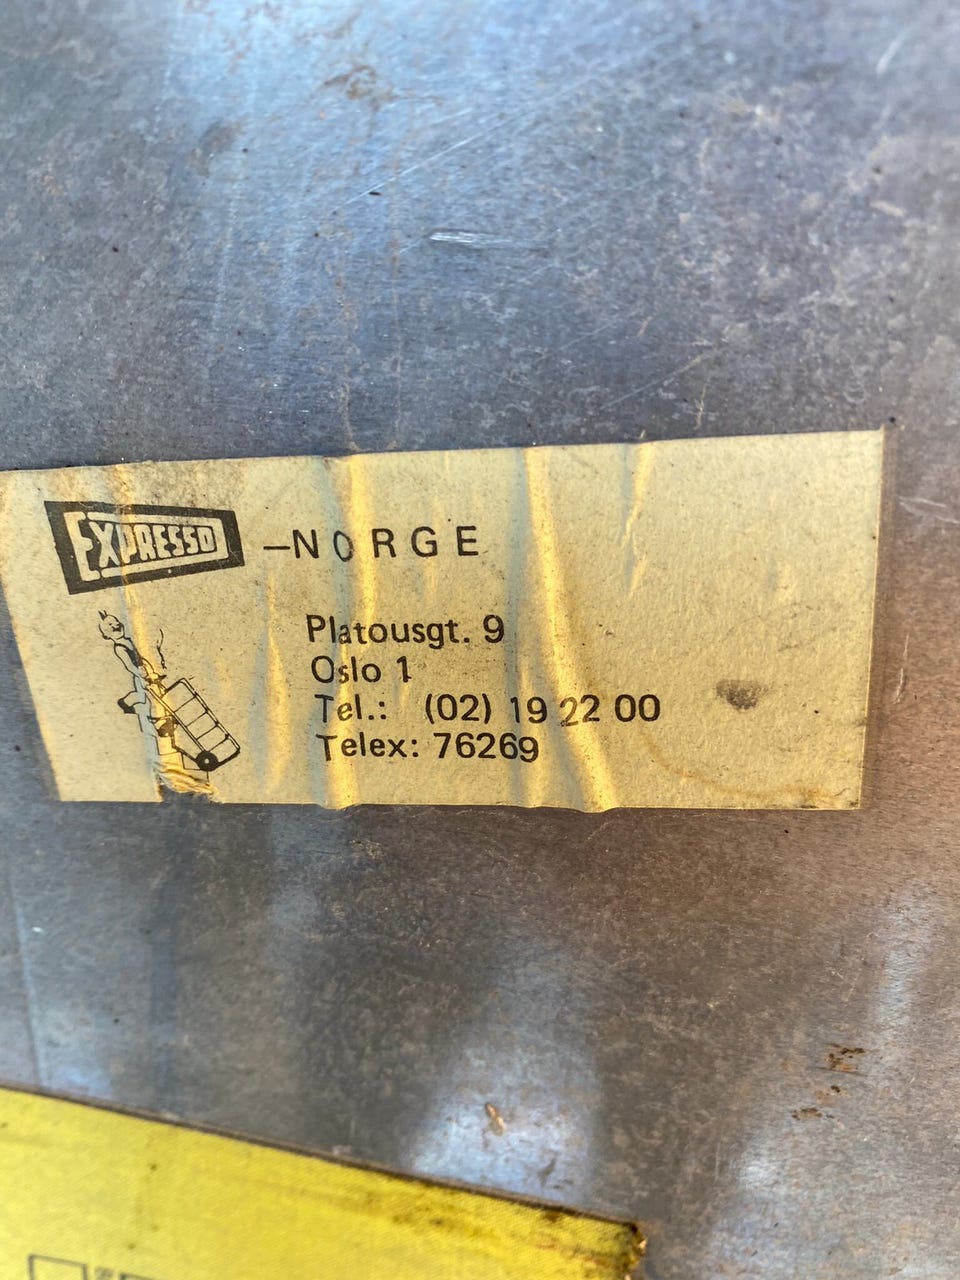 EXPRESSO –NORGE
Platousgt. 9
Oslo 1
Tel.: (02) 19 22 00
Telex: 76269